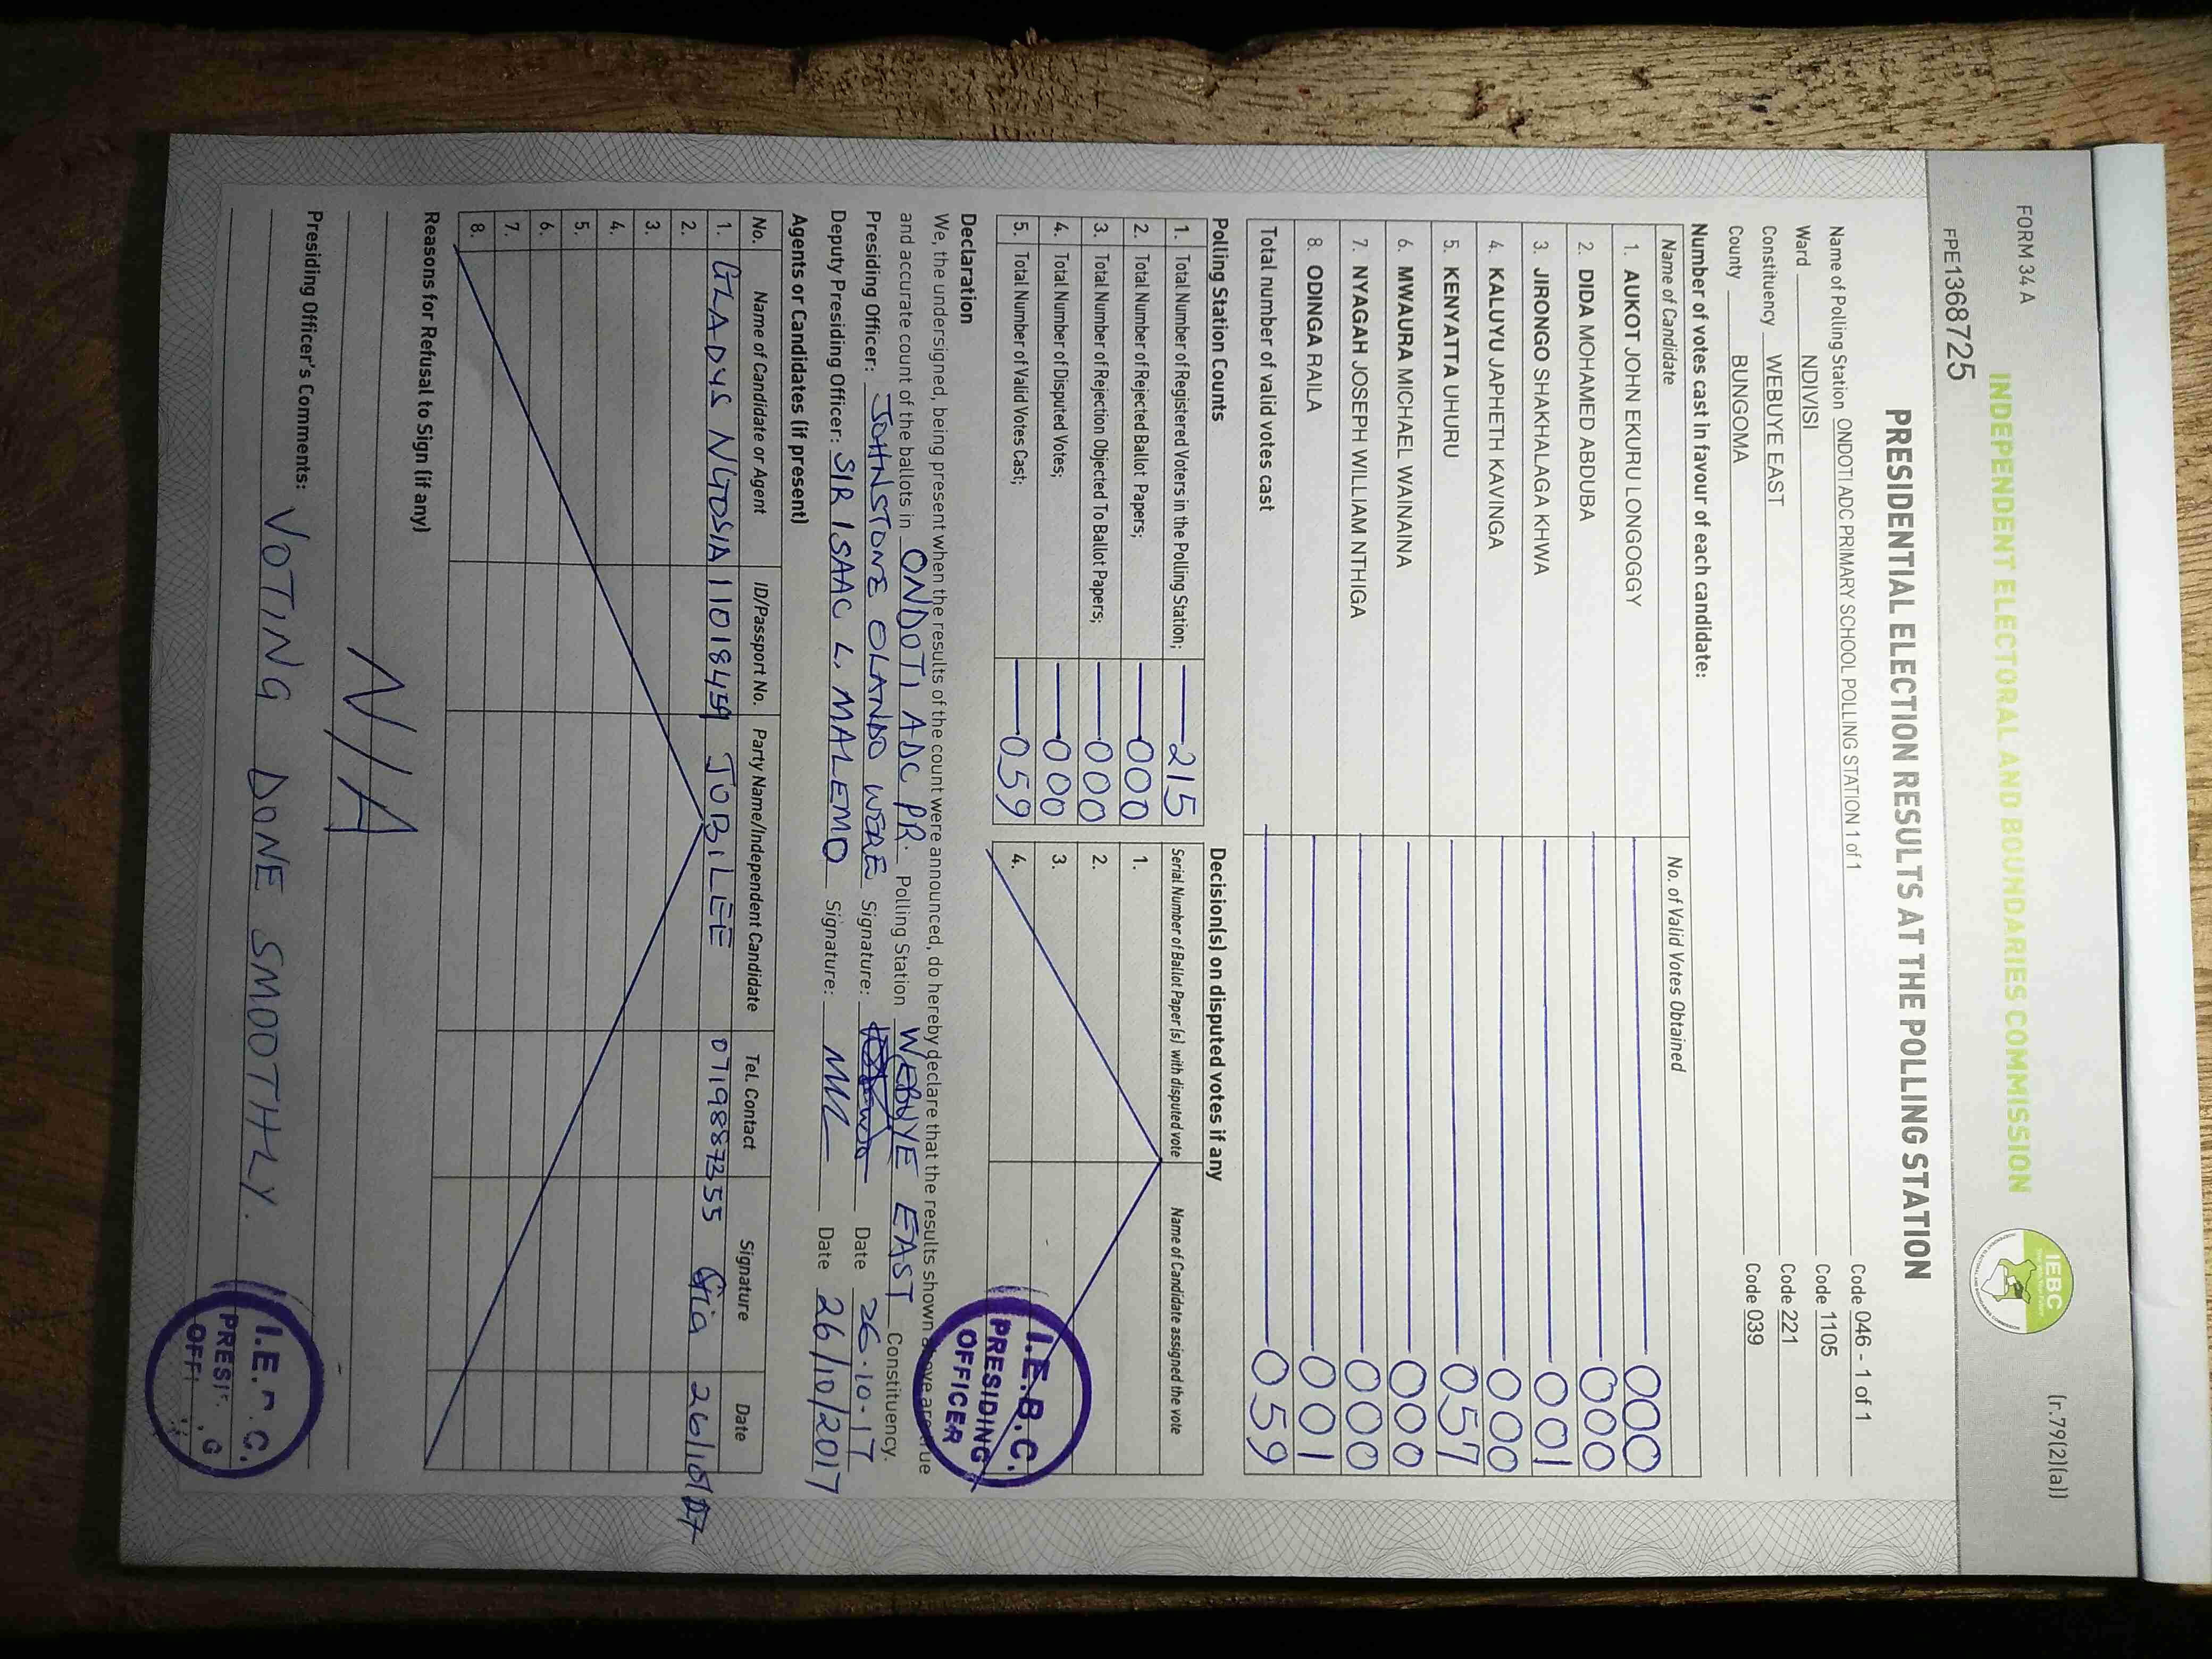 FORM 34 A
(r.79(2)(a))
INDEPENDENT ELECTORAL AND BOUNDARIES COMMISSION
IEBC
FPE1368725
PRESIDENTIAL ELECTION RESULTS AT THE POLLING STATION
Name of Polling Station ONDOTI ADC PRIMARY SCHOOL POLLING STATION 1 of 1 Code 046 - 1 of 1
Ward NDIVISI Code 1105
Constituency WEBUYE EAST Code 221
County BUNGOMA Code 039
Number of votes cast in favour of each candidate:
Name of Candidate No. of Valid Votes Obtained
1. AUKOT JOHN EKURU LONGOGGY 000
2. DIDA MOHAMED ABDUBA 000
3. JIRONGO SHAKHALAGA KHWA 001
4. KALUYU JAPHETH KAVINGA 000
5. KENYATTA UHURU 057
6. MWAURA MICHAEL WAINAINA 000
7. NYAGAH JOSEPH WILLIAM NTHIGA 000
8. ODINGA RAILA 001
Total number of valid votes cast 059
Polling Station Counts
1. Total Number of Registered Voters in the Polling Station; 215
2. Total Number of Rejected Ballot Papers; 000
3. Total Number of Rejection Objected To Ballot Papers; 000
4. Total Number of Disputed Votes; 000
5. Total Number of Valid Votes Cast; 059
Decision(s) on disputed votes if any
Serial Number of Ballot Paper (s) with disputed vote Name of Candidate assigned the vote
1.
2.
3.
4.
I.E.B.C.
PRESIDING
OFFICER
Declaration
We, the undersigned, being present when the results of the count were announced, do hereby declare that the results shown above are true
and accurate count of the ballots in ONDOTI ADC PR. Polling Station WEBUYE EAST Constituency.
Presiding Officer: JOHNSTONE OLANDO WERE Signature: Date 26.10.17
Deputy Presiding Officer: SIR ISAAC L. MALEMO Signature: Date 26/10/2017
Agents or Candidates (if present)
No. Name of Candidate or Agent ID/Passport No. Party Name/Independent Candidate Tel. Contact Signature Date
1. GLADYS NGOSIA 11018459 JOBILEE 0719887355 26/10/17
2.
3.
4.
5.
6.
7.
8.
Reasons for Refusal to Sign (if any)
N/A
Presiding Officer's Comments:
VOTING DONE SMOOTHLY.